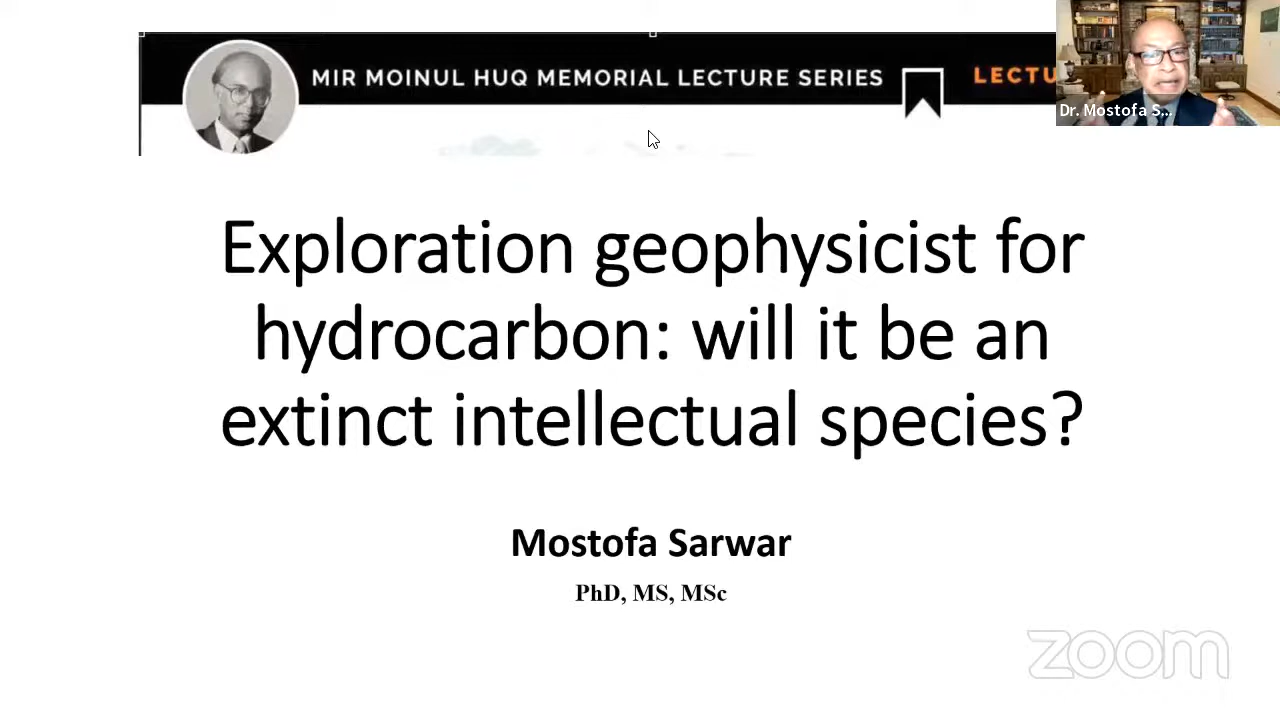 MIR MOINUL HUQ MEMORIAL LECTURE SERIES
LECTU
Dr. Mostofa S...
Exploration geophysicist for
hydrocarbon: will it be an
extinct intellectual species?
Mostofa Sarwar
PhD, MS, MSc
zoom